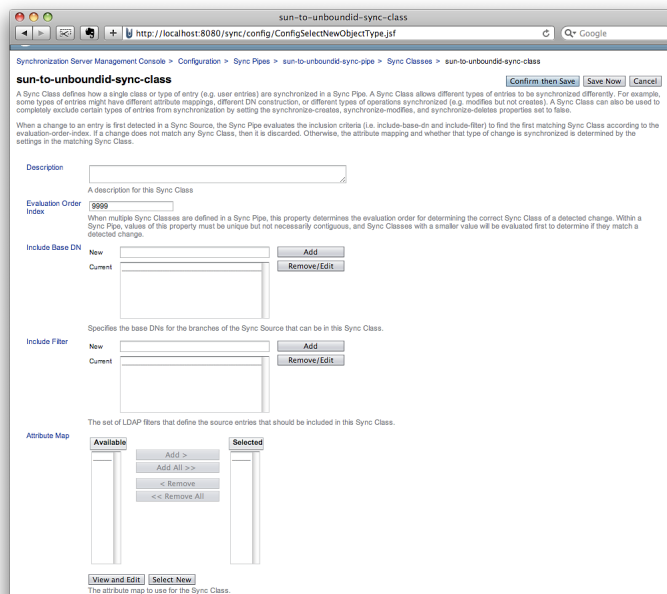 sun-to-unboundid-sync-class
http://localhost:8080/sync/config/ConfigSelectNewObjectType.jsf
Google
Synchronization Server Management Console > Configuration > Sync Pipes > sun-to-unboundid-sync-pipe > Sync Classes > sun-to-unboundid-sync-class
sun-to-unboundid-sync-class
Confirm then Save Save Now Cancel
A Sync Class defines how a single class or type of entry (e.g. user entries) are synchronized in a Sync Pipe. A Sync Class allows different types of entries to be synchronized differently. For example,
some types of entries might have different attribute mappings, different DN construction, or different types of operations synchronized (e.g. modifies but not creates). A Sync Class can also be used to
completely exclude certain types of entries from synchronization by setting the synchronize-creates, synchronize-modifies, and synchronize-deletes properties set to false.
When a change to an entry is first detected in a Sync Source, the Sync Pipe evaluates the inclusion criteria (i.e. include-base-dn and include-filter) to find the first matching Sync Class according to the
evaluation-order-index. If a change does not match any Sync Class, then it is discarded. Otherwise, the attribute mapping and whether that type of change is synchronized is determined by the
settings in the matching Sync Class.
Description
A description for this Sync Class
Evaluation Order
Index
9999
When multiple Sync Classes are defined in a Sync Pipe, this property determines the evaluation order for determining the correct Sync Class of a detected change. Within a
Sync Pipe, values of this property must be unique but not necessarily contiguous, and Sync Classes with a smaller value will be evaluated first to determine if they match a
detected change.
Include Base DN
New Add
Current Remove/Edit
Specifies the base DNs for the branches of the Sync Source that can be in this Sync Class.
Include Filter
New Add
Current Remove/Edit
The set of LDAP filters that define the source entries that should be included in this Sync Class.
Attribute Map
Available Selected
Add >
Add All >>
< Remove
<< Remove All
View and Edit Select New
The attribute map to use for the Sync Class.